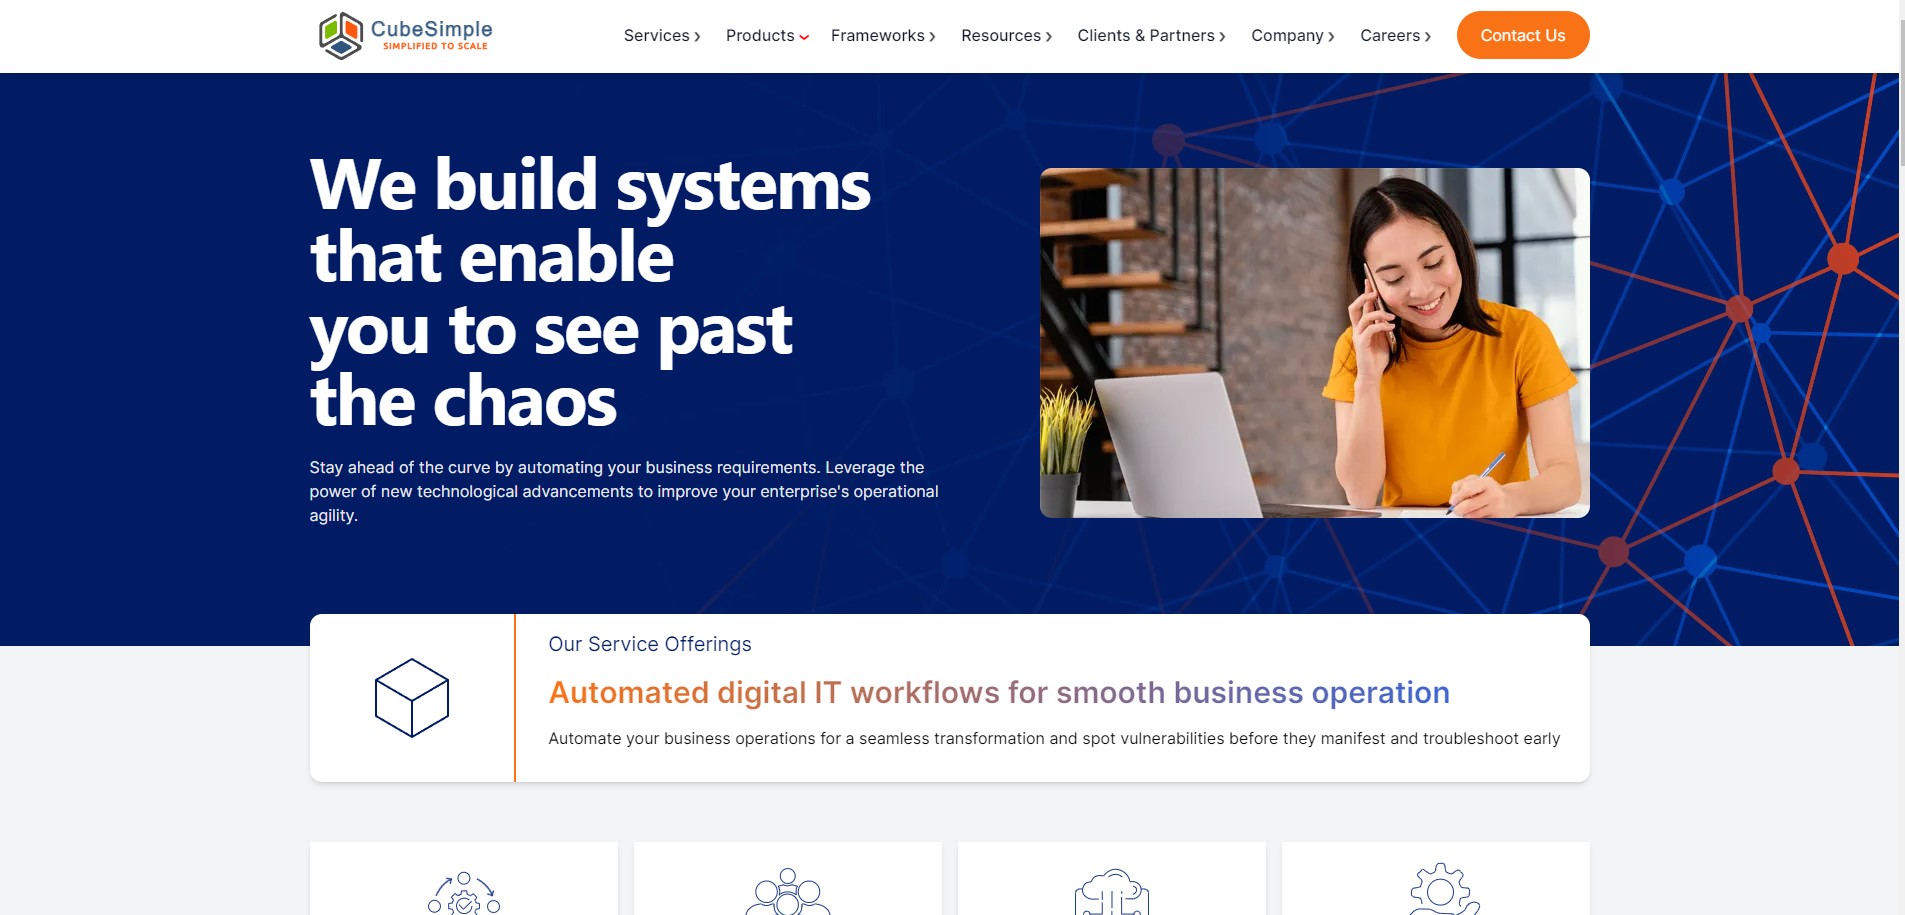 CubeSimple
SIMPLIFIED TO SCALE
Services
Products
Frameworks
Resources
Clients & Partners
Company
Careers
Contact Us
We build systems
that enable
you to see past
the chaos
Stay ahead of the curve by automating your business requirements. Leverage the
power of new technological advancements to improve your enterprise's operational
agility.
Our Service Offerings
Automated digital IT workflows for smooth business operation
Automate your business operations for a seamless transformation and spot vulnerabilities before they manifest and troubleshoot early